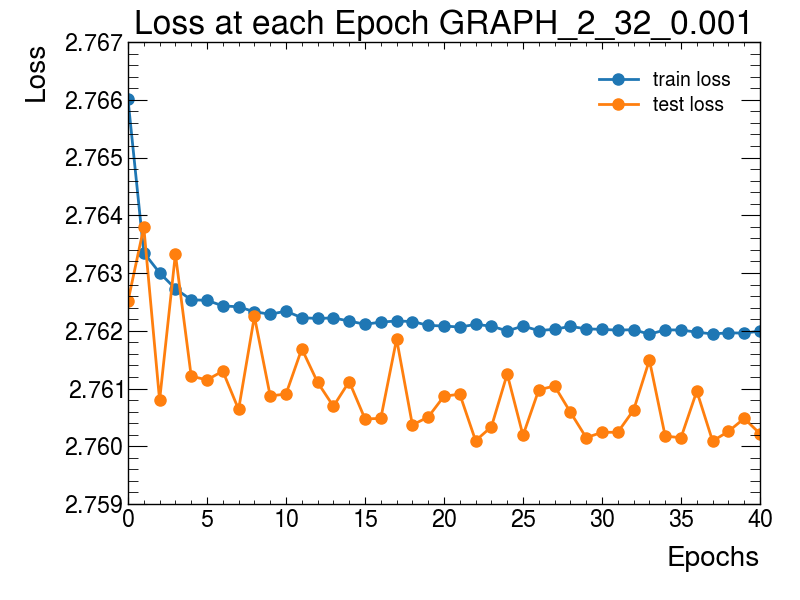 Loss at each Epoch GRAPH_2_32_0.001
Loss
2.767
2.766
2.765
2.764
2.763
2.762
2.761
2.760
2.759
train loss
test loss
0 5 10 15 20 25 30 35 40
Epochs